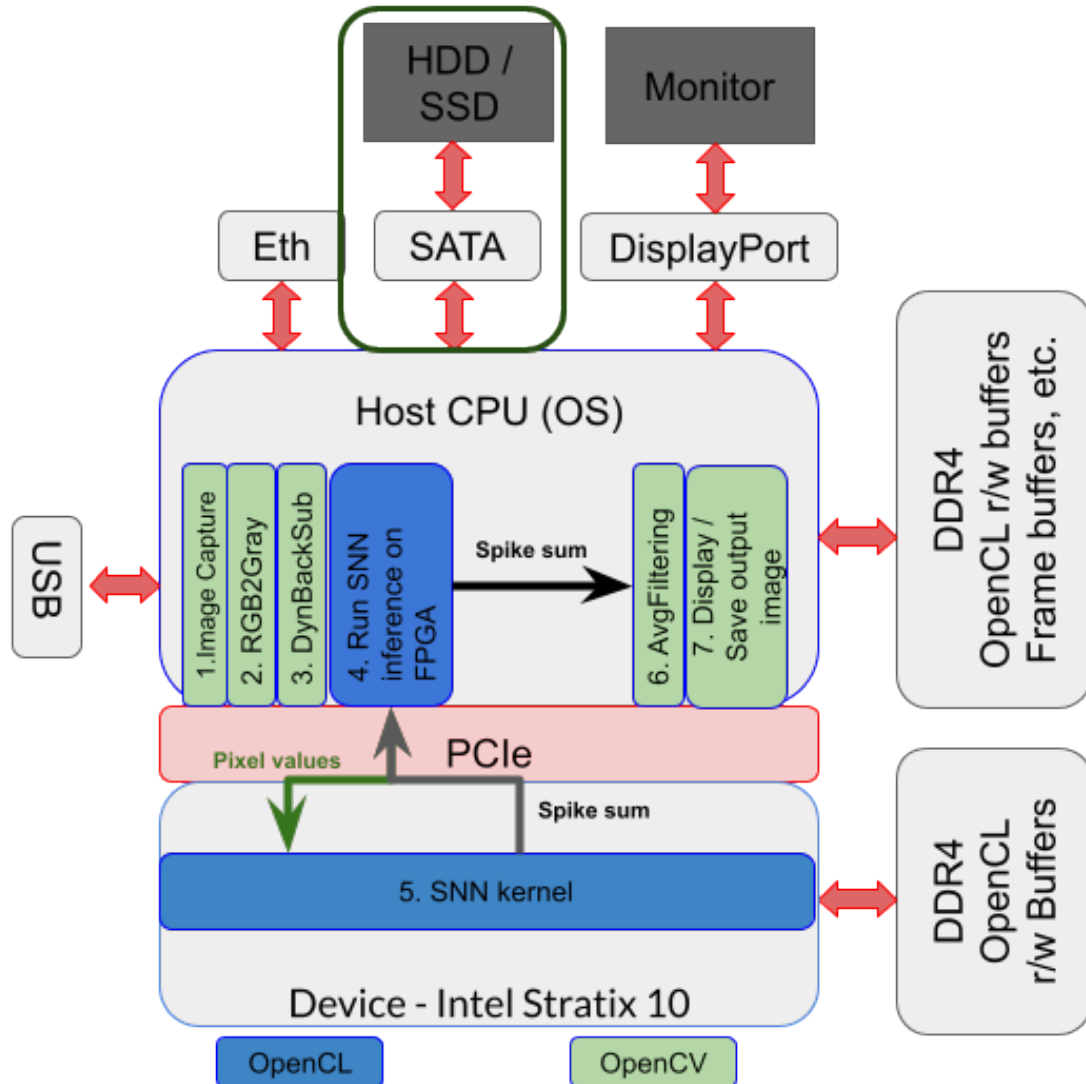 HDD /
SSD
Monitor
Eth
SATA
DisplayPort
Host CPU (OS)
USB
1.Image Capture
2. RGB2Gray
3. DynBackSub
4. Run SNN
inference on
FPGA
Spike sum
6. AvgFiltering
7. Display /
Save output
image
DDR4
OpenCL r/w buffers
Frame buffers, etc.
PCIe
Pixel values
Spike sum
5. SNN kernel
DDR4
OpenCL
r/w Buffers
Device - Intel Stratix 10
OpenCL
OpenCV